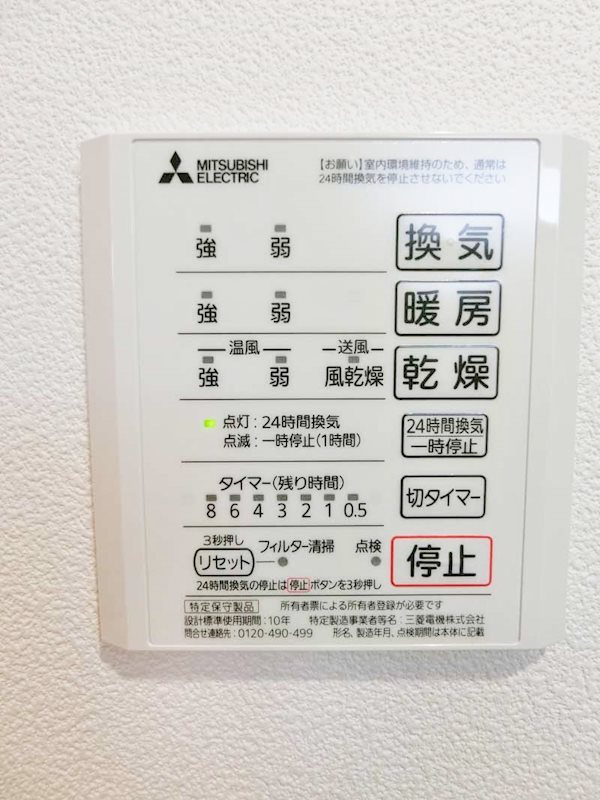 MITSUBISHI
ELECTRIC
【お願い】室内環境維持のため、通常は
24時間換気を停止させないでください
強 弱 換気
強 弱 暖房
温風 送風
強 弱 風乾燥 乾燥
点灯:24時間換気
点滅:一時停止(1時間)
24時間換気
一時停止
タイマー(残り時間)
8 6 4 3 2 1 0.5
切タイマー
3秒押し
リセット フィルター清掃 点検
停止
24時間換気の停止は停止ボタンを3秒押し
特定保守製品 所有者票による所有者登録が必要です
設計標準使用期間:10年 特定製造事業者等名:三菱電機株式会社
問合せ連絡先:0120-490-499 形名、製造年月、点検期間は本体に記載